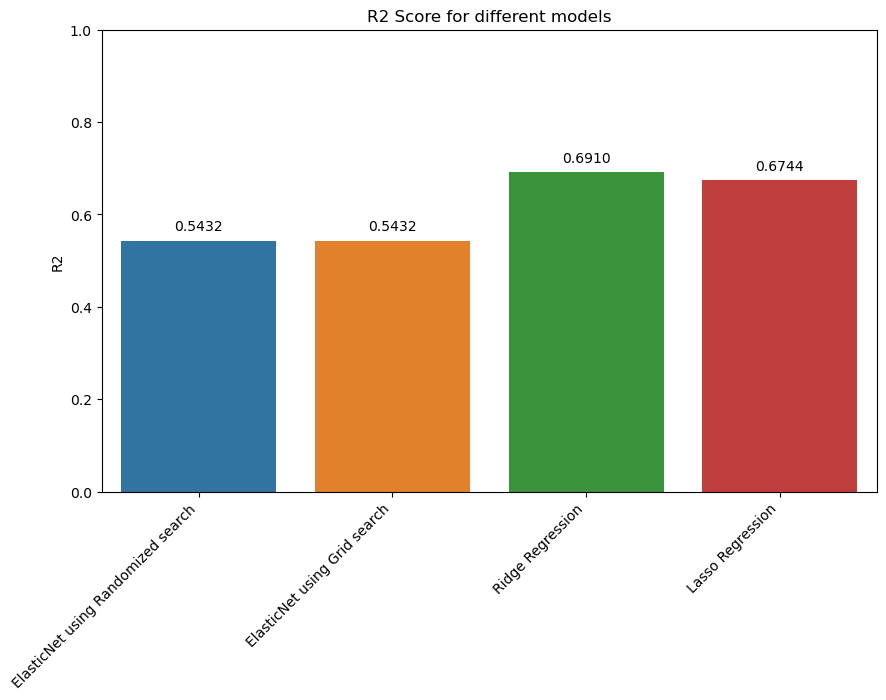 R2 Score for different models
1.0
0.8
0.6
0.4
0.2
0.0
R2
0.5432
0.5432
0.6910
0.6744
ElasticNet using Randomized search
ElasticNet using Grid search
Ridge Regression
Lasso Regression